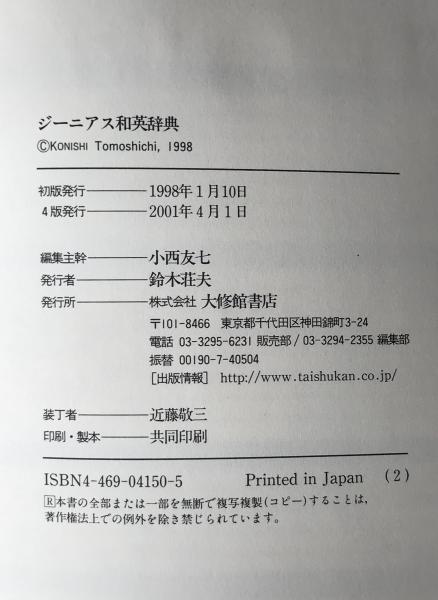 ジーニアス和英辞典
©KONISHI Tomoshichi, 1998
初版発行————1998年1月10日
4版発行————2001年4月1日
編集主幹————小西友七
発行者————鈴木荘夫
発行所————株式会社 大修館書店
〒101-8466 東京都千代田区神田錦町3-24
電話 03-3295-6231 販売部/03-3294-2355 編集部
振替 00190-7-40504
[出版情報] http://www.taishukan.co.jp/
装丁者————近藤敬三
印刷・製本————共同印刷
ISBN4-469-04150-5 Printed in Japan (2)
Ⓡ本書の全部または一部を無断で複写複製(コピー)することは,
著作権法上での例外を除き禁じられています。